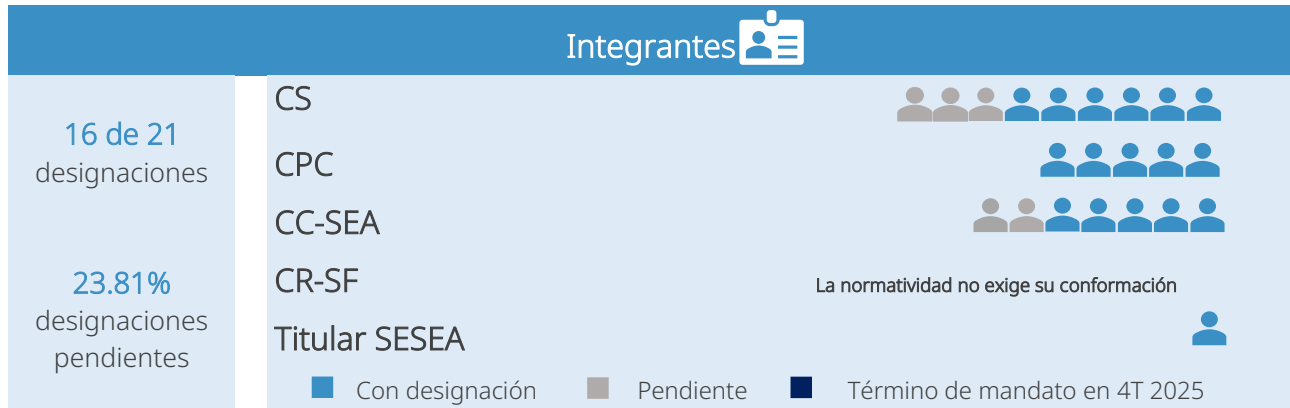 Integrantes
16 de 21
designaciones
23.81%
designaciones
pendientes
CS
CPC
CC-SEA
CR-SF
La normatividad no exige su conformación
Titular SESEA
Con designación
Pendiente
Término de mandato en 4T 2025